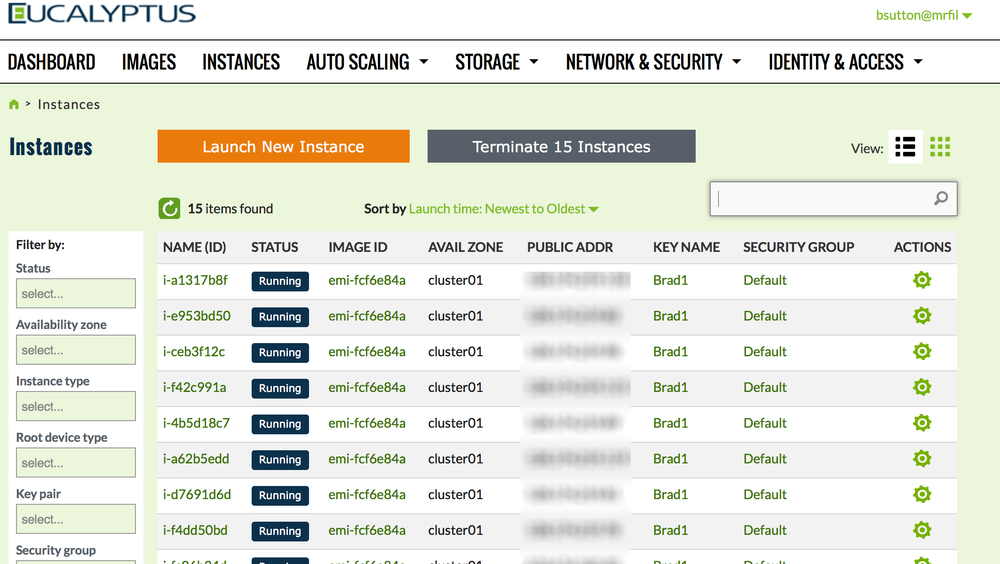 EUCALYPTUS
bsutton@mrfil
DASHBOARD IMAGES INSTANCES AUTO SCALING STORAGE NETWORK & SECURITY IDENTITY & ACCESS
> Instances
Instances Launch New Instance Terminate 15 Instances View:
15 items found Sort by Launch time: Newest to Oldest
Filter by:
Status
select...
Availability zone
select...
Instance type
select...
Root device type
select...
Key pair
select...
Security group
NAME (ID) STATUS IMAGE ID AVAIL ZONE PUBLIC ADDR KEY NAME SECURITY GROUP ACTIONS
i-a1317b8f Running emi-fcf6e84a cluster01 Brad1 Default
i-e953bd50 Running emi-fcf6e84a cluster01 Brad1 Default
i-ceb3f12c Running emi-fcf6e84a cluster01 Brad1 Default
i-f42c991a Running emi-fcf6e84a cluster01 Brad1 Default
i-4b5d18c7 Running emi-fcf6e84a cluster01 Brad1 Default
i-a62b5edd Running emi-fcf6e84a cluster01 Brad1 Default
i-d7691d6d Running emi-fcf6e84a cluster01 Brad1 Default
i-f4dd50bd Running emi-fcf6e84a cluster01 Brad1 Default